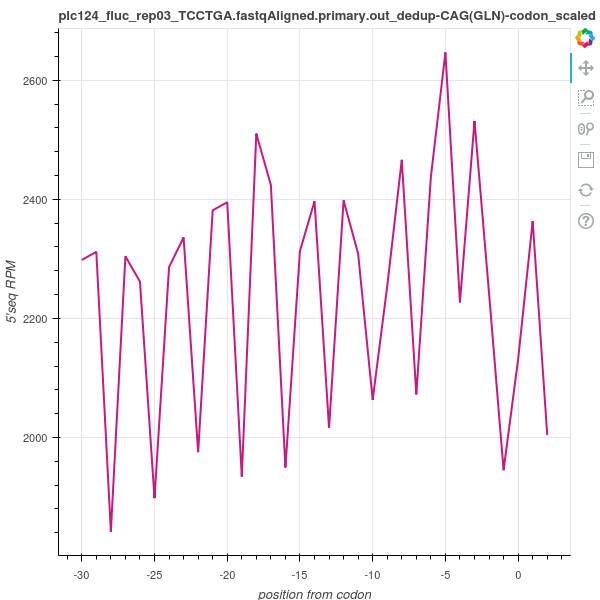 plc124_fluc_rep03_TCCTGA.fastqAligned.primary.out_dedup-CAG(GLN)-codon_scaled
2600
2400
2200
2000
5'seq RPM
-30 -25 -20 -15 -10 -5 0
position from codon